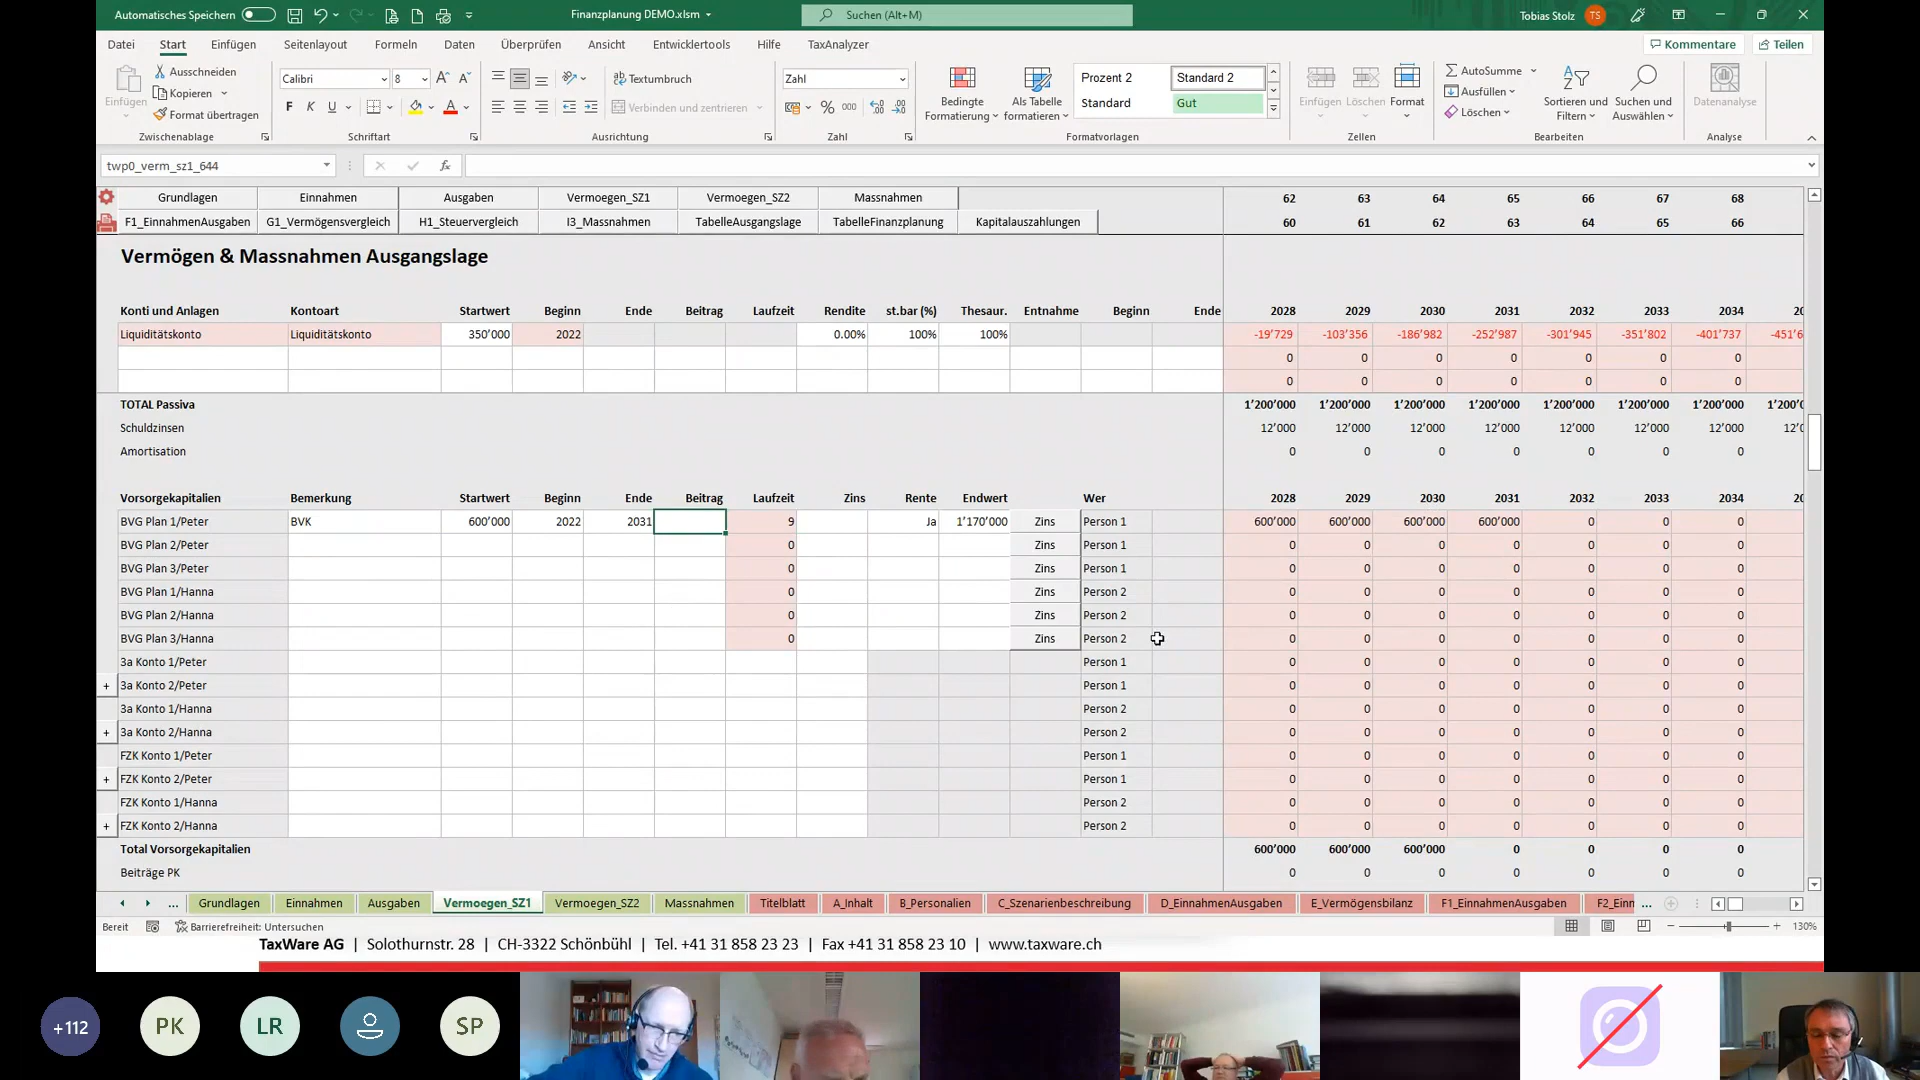 Automatisches Speichern
Finanzplanung DEMO.xlsm
Suchen (Alt+M)
Tobias Stolz
TS
Datei Start Einfügen Seitenlayout Formeln Daten Überprüfen Ansicht Entwicklertools Hilfe TaxAnalyzer
Kommentare
Teilen
Einfügen
Ausschneiden
Kopieren
Format übertragen
Zwischenablage
Calibri 8
F K U
Schriftart
Textumbruch
Verbinden und zentrieren
Ausrichtung
Zahl
% 000
Zahl
Bedingte Formatierung
Als Tabelle formatieren
Prozent 2 Standard 2
Standard Gut
Formatvorlagen
Einfügen Löschen Format
Zellen
AutoSumme
Ausfüllen
Löschen
Sortieren und Filtern
Suchen und Auswählen
Bearbeiten
Datenanalyse
Analyse
twp0_verm_sz1_644
fx
Grundlagen Einnahmen Ausgaben Vermoegen_SZ1 Vermoegen_SZ2 Massnahmen 62 63 64 65 66 67 68
F1_EinnahmenAusgaben G1_Vermögensvergleich H1_Steuervergleich I3_Massnahmen TabelleAusgangslage TabelleFinanzplanung Kapitalauszahlungen 60 61 62 63 64 65 66
Vermögen & Massnahmen Ausgangslage
Konti und Anlagen Kontoart Startwert Beginn Ende Beitrag Laufzeit Rendite st.bar (%) Thesaur. Entnahme Beginn Ende 2028 2029 2030 2031 2032 2033 2034 20
Liquiditätskonto Liquiditätskonto 350'000 2022 0.00% 100% 100% -19'729 -103'356 -186'982 -252'987 -301'945 -351'802 -401'737 -451'6
0 0 0 0 0 0 0
0 0 0 0 0 0 0
TOTAL Passiva 1'200'000 1'200'000 1'200'000 1'200'000 1'200'000 1'200'000 1'200'000 1'200'0
Schuldzinsen 12'000 12'000 12'000 12'000 12'000 12'000 12'000 12'0
Amortisation 0 0 0 0 0 0 0
Vorsorgekapitalien Bemerkung Startwert Beginn Ende Beitrag Laufzeit Zins Rente Endwert Wer 2028 2029 2030 2031 2032 2033 2034 20
BVG Plan 1/Peter BVK 600'000 2022 2031 9 Ja 1'170'000 Zins Person 1 600'000 600'000 600'000 600'000 0 0 0
BVG Plan 2/Peter 0 Zins Person 1 0 0 0 0 0 0 0
BVG Plan 3/Peter 0 Zins Person 1 0 0 0 0 0 0 0
BVG Plan 1/Hanna 0 Zins Person 2 0 0 0 0 0 0 0
BVG Plan 2/Hanna 0 Zins Person 2 0 0 0 0 0 0 0
BVG Plan 3/Hanna 0 Zins Person 2 0 0 0 0 0 0 0
3a Konto 1/Peter Person 1 0 0 0 0 0 0 0
+ 3a Konto 2/Peter Person 1 0 0 0 0 0 0 0
3a Konto 1/Hanna Person 2 0 0 0 0 0 0 0
+ 3a Konto 2/Hanna Person 2 0 0 0 0 0 0 0
FZK Konto 1/Peter Person 1 0 0 0 0 0 0 0
+ FZK Konto 2/Peter Person 1 0 0 0 0 0 0 0
FZK Konto 1/Hanna Person 2 0 0 0 0 0 0 0
+ FZK Konto 2/Hanna Person 2 0 0 0 0 0 0 0
Total Vorsorgekapitalien 600'000 600'000 600'000 0 0 0 0
Beiträge PK 0 0 0 0 0 0 0
... Grundlagen Einnahmen Ausgaben Vermoegen_SZ1 Vermoegen_SZ2 Massnahmen Titelblatt A_Inhalt B_Personalien C_Szenarienbeschreibung D_EinnahmenAusgaben E_Vermögensbilanz F1_EinnahmenAusgaben F2_Einn ...
Bereit Barrierefreiheit: Untersuchen 130%
TaxWare AG | Solothurnstr. 28 | CH-3322 Schönbühl | Tel. +41 31 858 23 23 | Fax +41 31 858 23 10 | www.taxware.ch
+112 PK LR SP